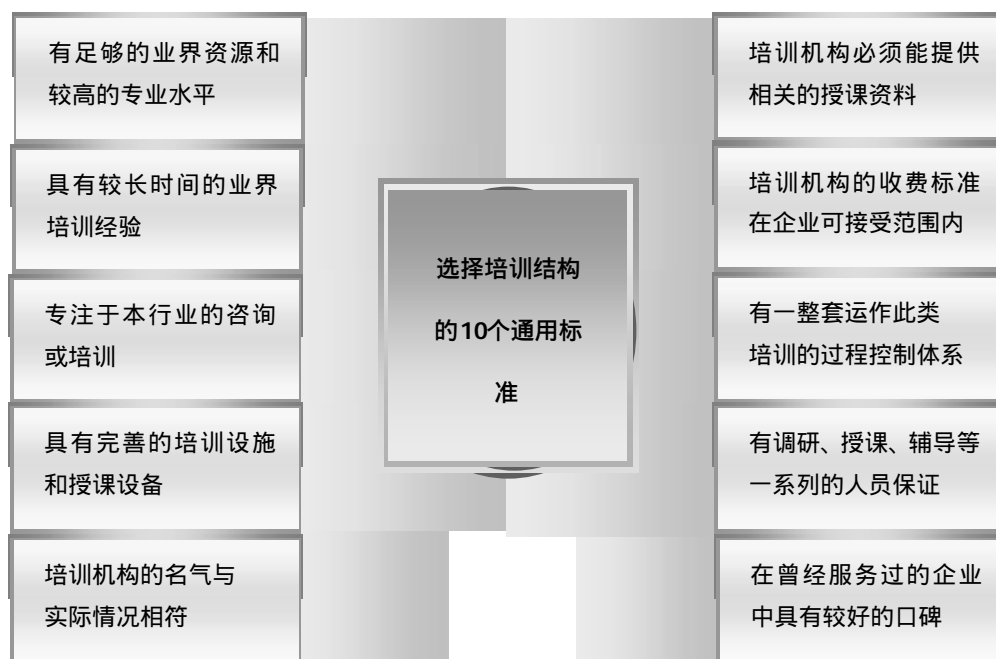 有足够的业界资源和
较高的专业水平
具有较长时间的业界
培训经验
专注于本行业的咨询
或培训
具有完善的培训设施
和授课设备
培训机构的名气与
实际情况相符
选择培训结构
的10个通用标
准
培训机构必须能提供
相关的授课资料
培训机构的收费标准
在企业可接受范围内
有一整套运作此类
培训的过程控制体系
有调研、授课、辅导等
一系列的人员保证
在曾经服务过的企业
中具有较好的口碑